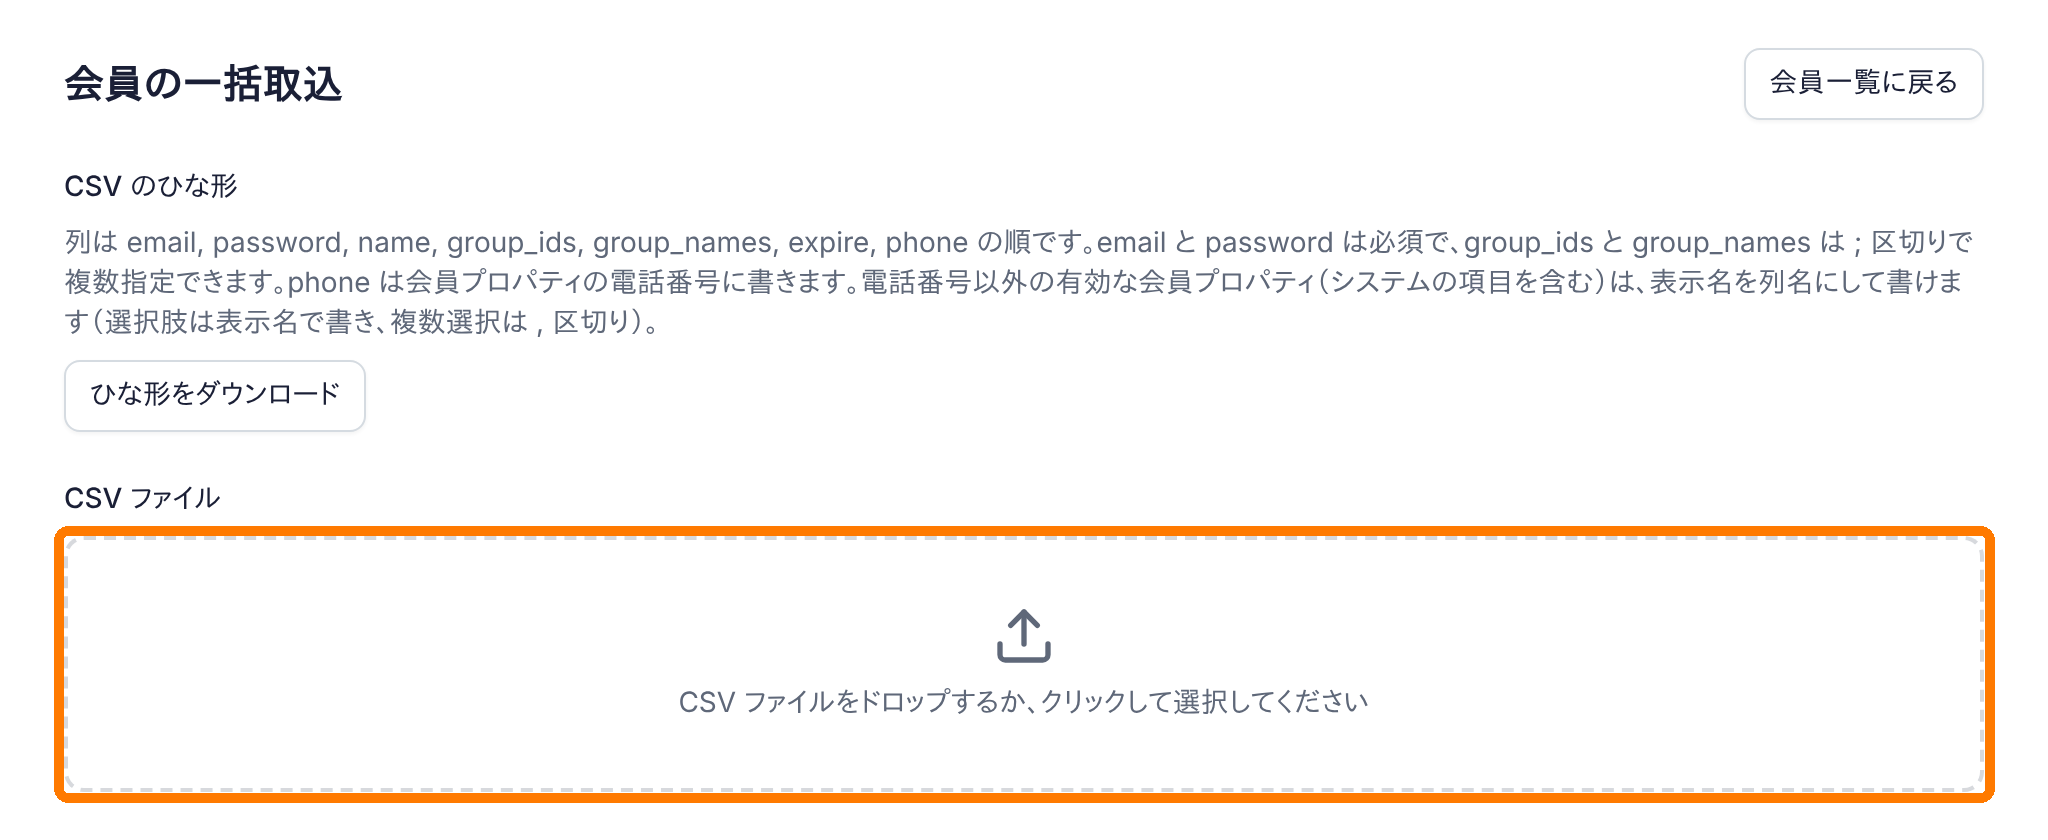 会員の一括取込
会員一覧に戻る
CSV のひな形
列は email, password, name, group_ids, group_names, expire, phone の順です。email と password は必須で、group_ids と group_names は ; 区切りで
複数指定できます。phone は会員プロパティの電話番号に書きます。電話番号以外の有効な会員プロパティ（システムの項目を含む）は、表示名を列名にして書けま
す（選択肢は表示名で書き、複数選択は , 区切り）。
ひな形をダウンロード
CSV ファイル
CSV ファイルをドロップするか、クリックして選択してください